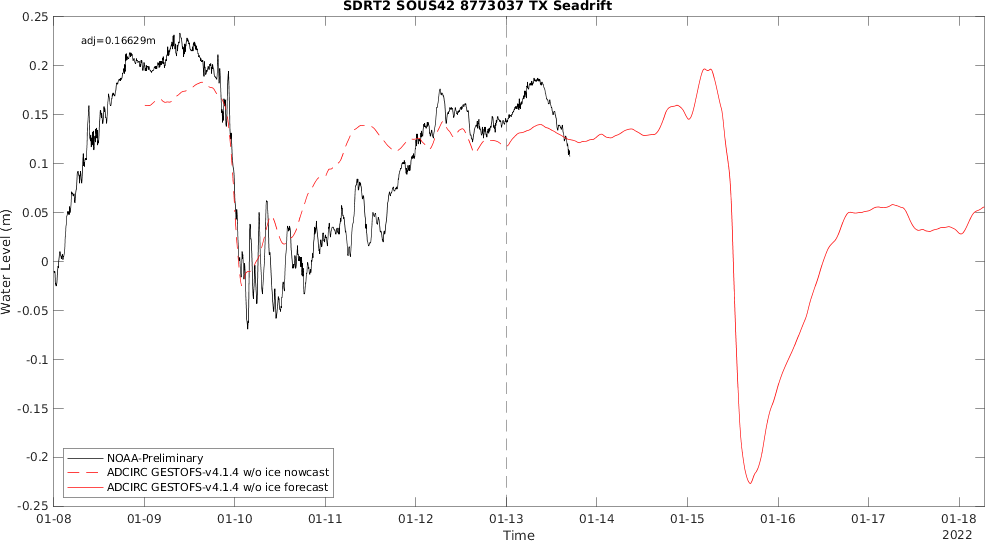 SDRT2 SOUS42 8773037 TX Seadrift
adj=0.16629m
Water Level (m)
0.25
0.2
0.15
0.1
0.05
0
-0.05
-0.1
-0.15
-0.2
-0.25
NOAA-Preliminary
ADCIRC GESTOFS-v4.1.4 w/o ice nowcast
ADCIRC GESTOFS-v4.1.4 w/o ice forecast
01-08 01-09 01-10 01-11 01-12 01-13 01-14 01-15 01-16 01-17 01-18
Time
2022